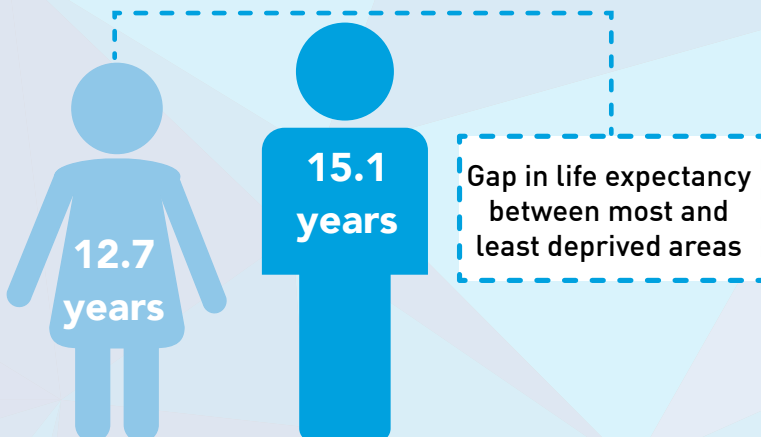 12.7
years
15.1
years
Gap in life expectancy
between most and
least deprived areas